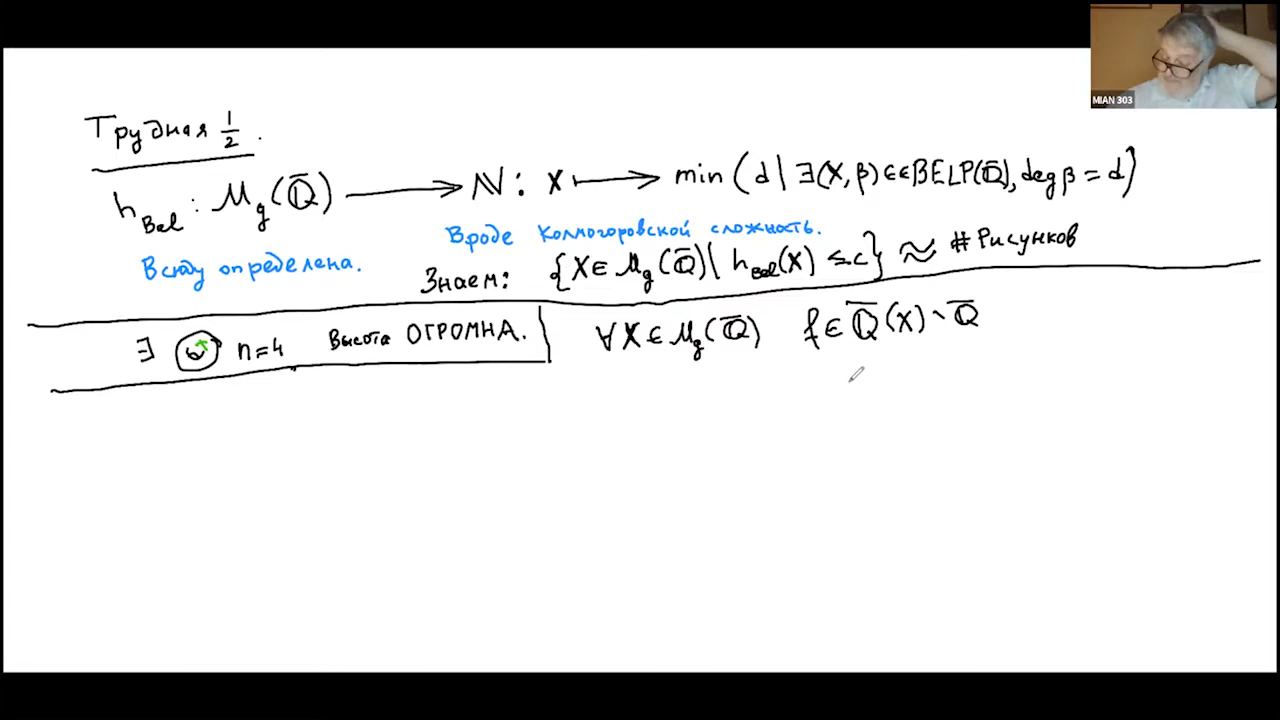 MIAN 303
Трудная 1/2.
h_Bel : M_g(Q̄) ⟶ ℕ : X ⟼ min(d | ∃(X, β) ∈ ∈ BELP(Q̄), deg β = d)
Вроде Колмогоровской сложность.
Всюду определена.
Знаем: {X ∈ M_g(Q̄) | h_Bel(X) ≤ c} ≈ # Рисунков
∃ n=4 Высота ОГРОМНА. ∀ X ∈ M_g(Q̄) f ∈ Q̄(X) ∖ Q̄